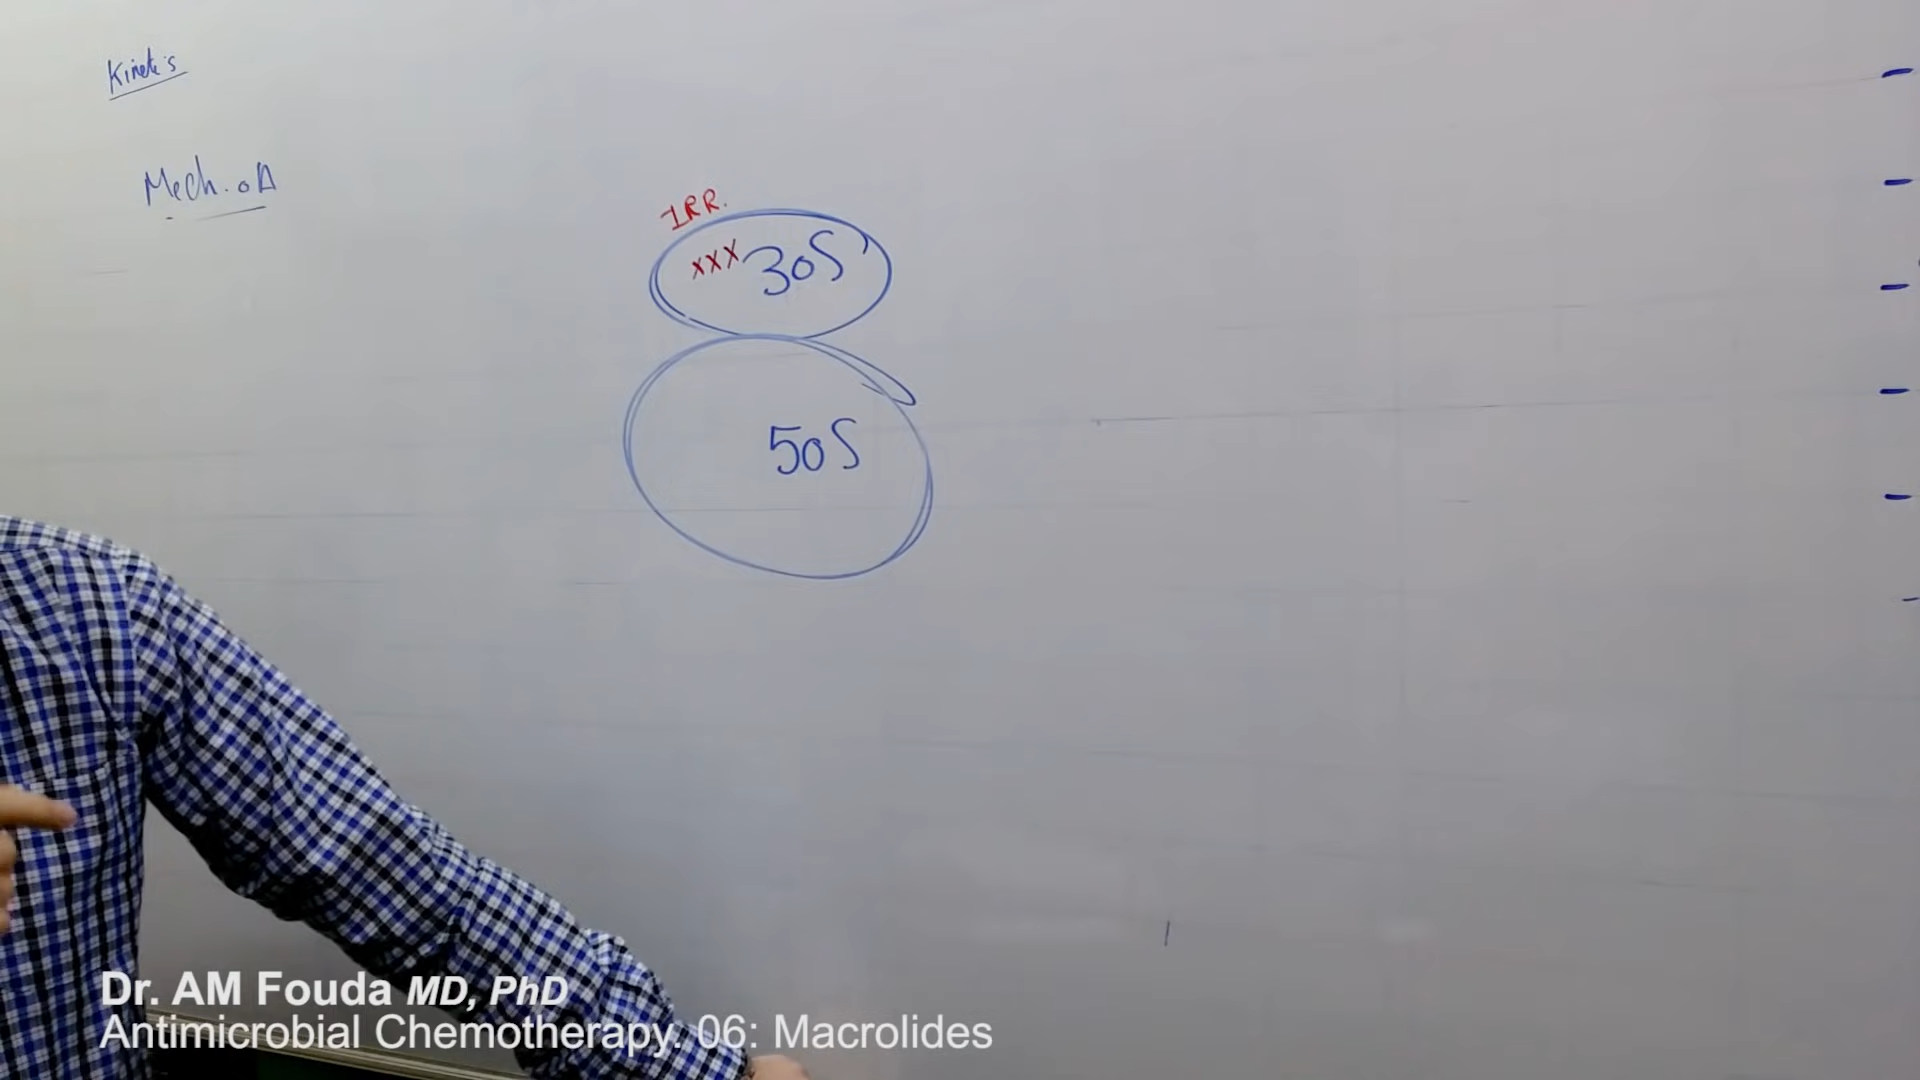 Kinetics
Mech. oA
IRR.
xxx 30S
50S
Dr. AM Fouda MD, PhD
Antimicrobial Chemotherapy. 06: Macrolides